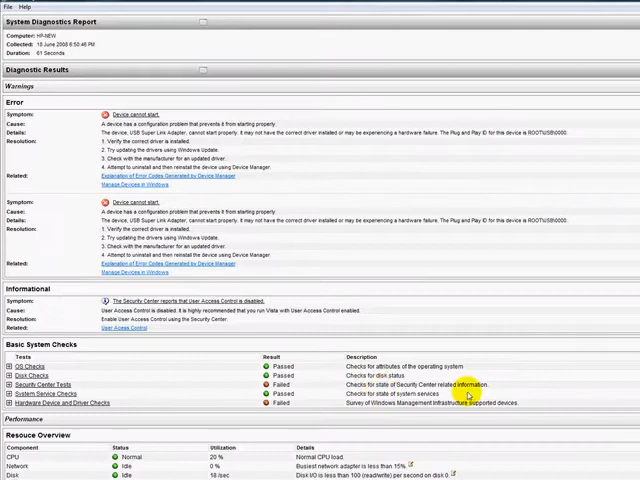 File Help
System Diagnostics Report
Computer: HP-NEW
Collected: 18 June 2008 6:50:46 PM
Duration: 61 Seconds
Diagnostic Results
Warnings
Error
Symptom: Device cannot start.
Cause: A device has a configuration problem that prevents it from starting properly.
Details: The device, USB Super Link Adapter, cannot start properly. It may not have the correct driver installed or may be experiencing a hardware failure. The Plug and Play ID for this device is ROOT\USB\0000.
Resolution: 1. Verify the correct driver is installed.
2. Try updating the drivers using Windows Update.
3. Check with the manufacturer for an updated driver.
4. Attempt to uninstall and then reinstall the device using Device Manager.
Related: Explanation of Error Codes Generated by Device Manager
Manage Devices in Windows
Symptom: Device cannot start.
Cause: A device has a configuration problem that prevents it from starting properly.
Details: The device, USB Super Link Adapter, cannot start properly. It may not have the correct driver installed or may be experiencing a hardware failure. The Plug and Play ID for this device is ROOT\USB\0000.
Resolution: 1. Verify the correct driver is installed.
2. Try updating the drivers using Windows Update.
3. Check with the manufacturer for an updated driver.
4. Attempt to uninstall and then reinstall the device using Device Manager.
Related: Explanation of Error Codes Generated by Device Manager
Manage Devices in Windows
Informational
Symptom: The Security Center reports that User Access Control is disabled.
Cause: User Access Control is disabled. It is highly recommended that you run Vista with User Access Control enabled.
Resolution: Enable User Access Control using the Security Center.
Related: User Access Control
Basic System Checks
Tests Result Description
OS Checks Passed Checks for attributes of the operating system
Disk Checks Passed Checks for disk status
Security Center Tests Failed Checks for state of Security Center related information.
System Service Checks Passed Checks for state of system services
Hardware Device and Driver Checks Failed Survey of Windows Management Infrastructure supported devices.
Performance
Resouce Overview
Component Status Utilization Details
CPU Normal 20 % Normal CPU load.
Network Idle 0 % Busiest network adapter is less than 15%.
Disk Idle 18 /sec Disk I/O is less than 100 (read/write) per second on disk 0.